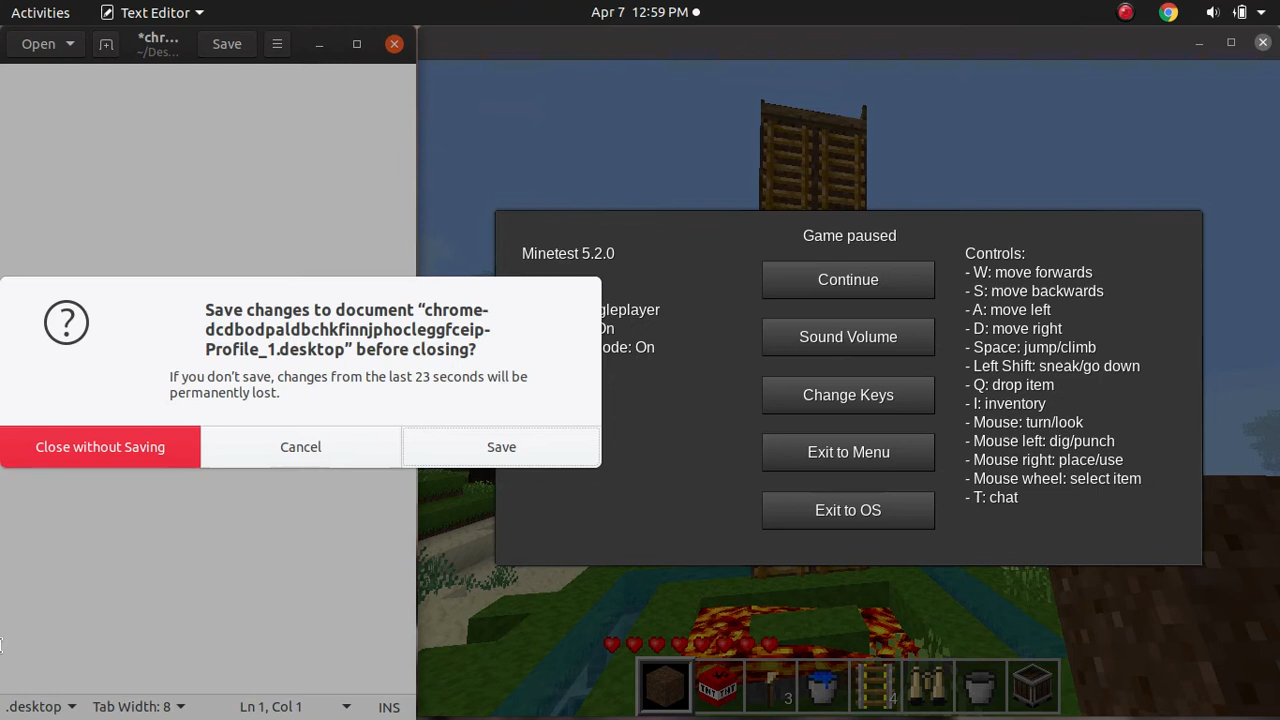 Activities
Text Editor
Apr 7 12:59 PM
Open
*chr...
~/Des...
Save
Save changes to document “chrome-
dcdbodpaldbchkfinnjphocleggfceip-
Profile_1.desktop” before closing?
If you don’t save, changes from the last 23 seconds will be
permanently lost.
Close without Saving
Cancel
Save
.desktop
Tab Width: 8
Ln 1, Col 1
INS
Game paused
Minetest 5.2.0
gleplayer
On
ode: On
Continue
Sound Volume
Change Keys
Exit to Menu
Exit to OS
Controls:
- W: move forwards
- S: move backwards
- A: move left
- D: move right
- Space: jump/climb
- Left Shift: sneak/go down
- Q: drop item
- I: inventory
- Mouse: turn/look
- Mouse left: dig/punch
- Mouse right: place/use
- Mouse wheel: select item
- T: chat
TNT TNT
3
4